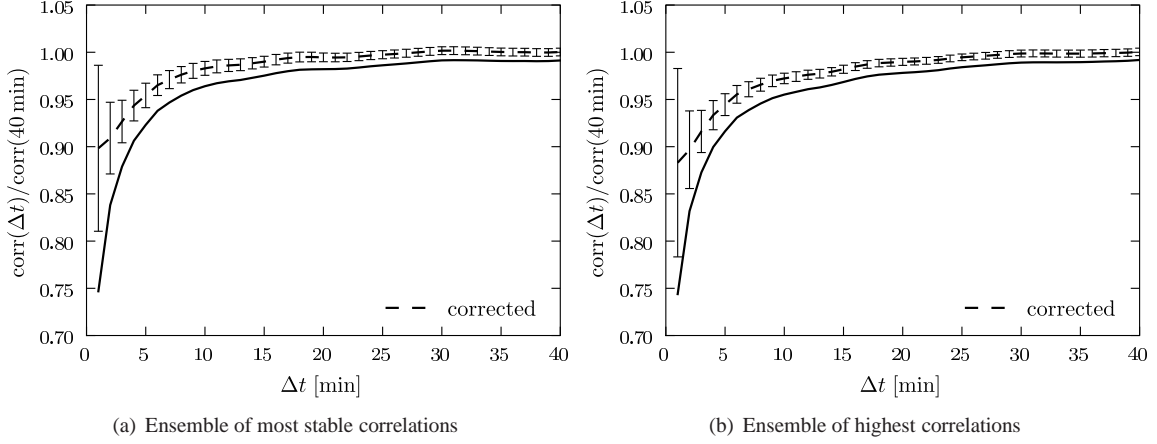 1.05
1.00
0.95
0.90
0.85
0.80
0.75
0.70
corr(Δt)/corr(40 min)
corrected
0 5 10 15 20 25 30 35 40
Δt [min]
(a) Ensemble of most stable correlations
1.05
1.00
0.95
0.90
0.85
0.80
0.75
0.70
corr(Δt)/corr(40 min)
corrected
0 5 10 15 20 25 30 35 40
Δt [min]
(b) Ensemble of highest correlations